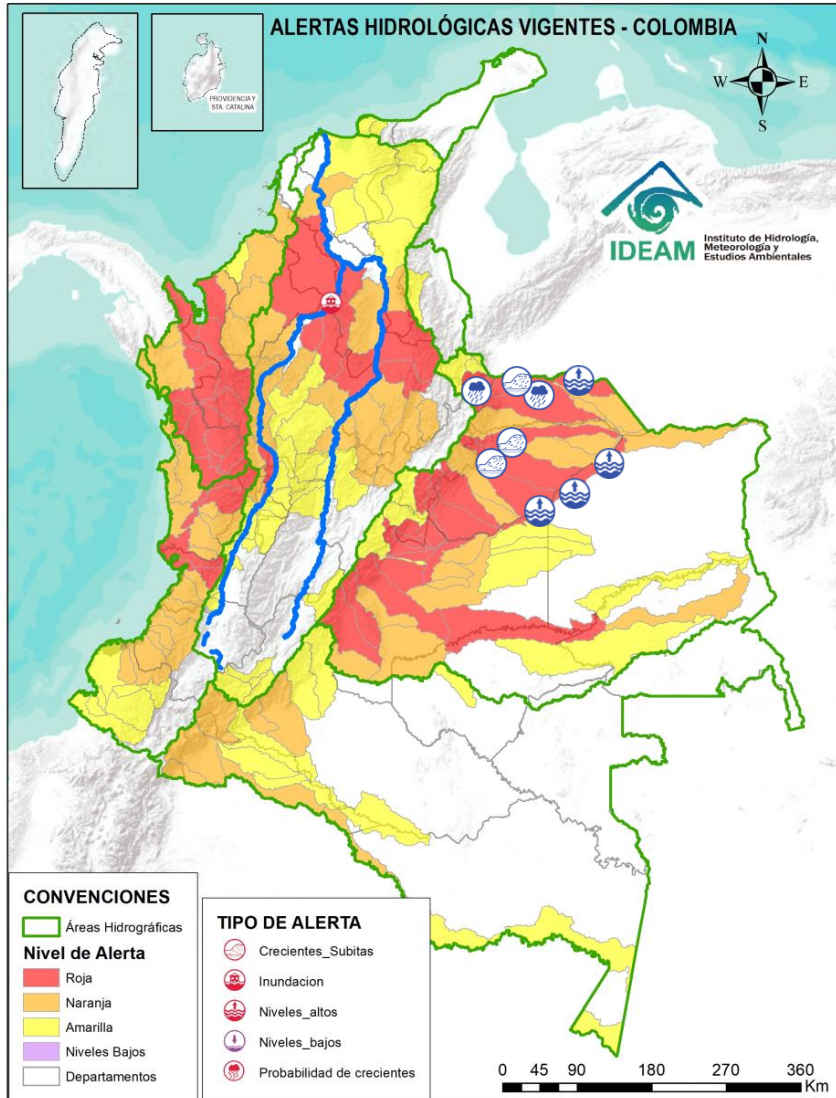 ALERTAS HIDROLÓGICAS VIGENTES - COLOMBIA
PROVIDENCIA Y
STA. CATALINA
N
W
E
S
IDEAM
Instituto de Hidrología,
Meteorología y
Estudios Ambientales
CONVENCIONES
Áreas Hidrográficas
Nivel de Alerta
Roja
Naranja
Amarilla
Niveles Bajos
Departamentos
TIPO DE ALERTA
Crecientes_Subitas
Inundacion
Niveles_altos
Niveles_bajos
Probabilidad de crecientes
0 45 90 180 270 360
Km